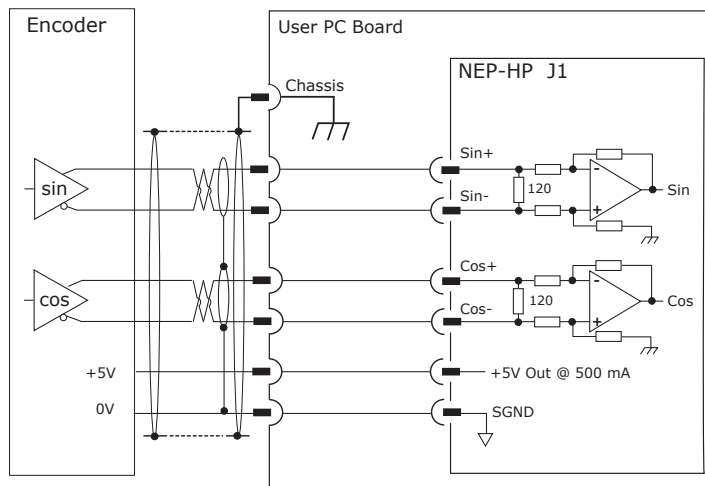 Encoder
User PC Board
NEP-HP J1
Chassis
Sin+
sin
120
-
+
Sin
Sin-
Cos+
cos
120
-
+
Cos
Cos-
+5V
+5V Out @ 500 mA
0V
SGND